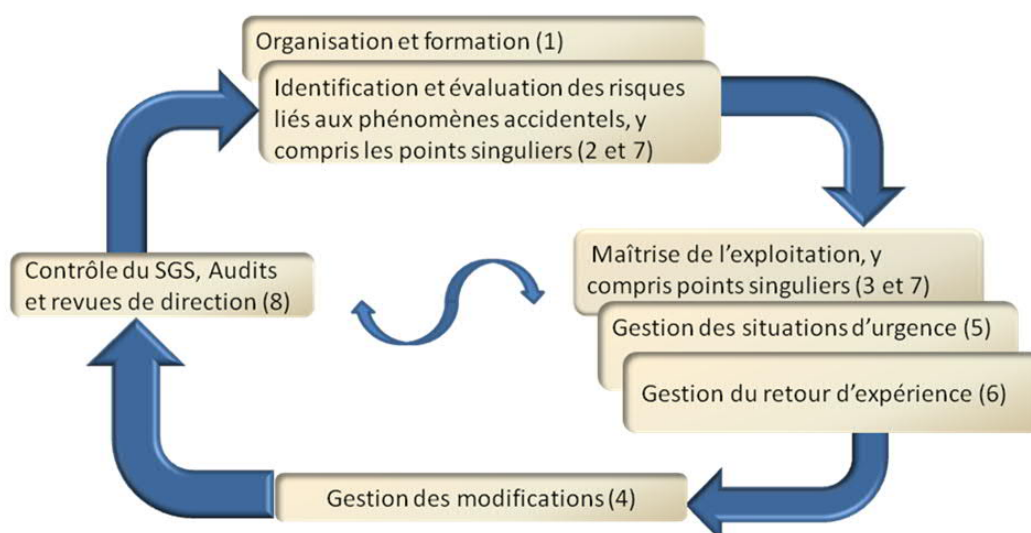 Organisation et formation (1)
Identification et évaluation des risques
liés aux phénomènes accidentels, y
compris les points singuliers (2 et 7)
Contrôle du SGS, Audits
et revues de direction (8)
Maîtrise de l’exploitation, y
compris points singuliers (3 et 7)
Gestion des situations d’urgence (5)
Gestion du retour d’expérience (6)
Gestion des modifications (4)